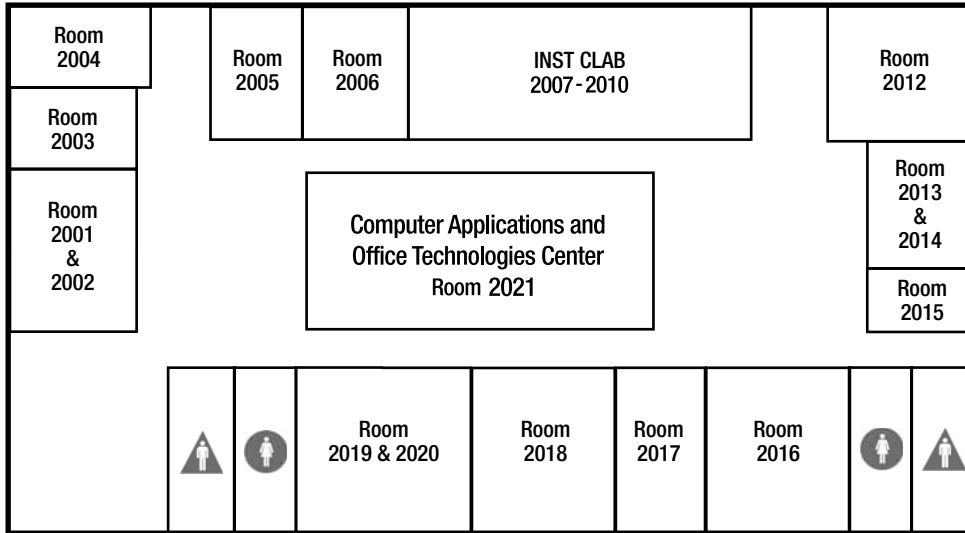 Room
2004
Room
2005
Room
2006
INST CLAB
2007-2010
Room
2012
Room
2003
Room
2001
&
2002
Computer Applications and
Office Technologies Center
Room 2021
Room
2013
&
2014
Room
2015
Room
2019 & 2020
Room
2018
Room
2017
Room
2016